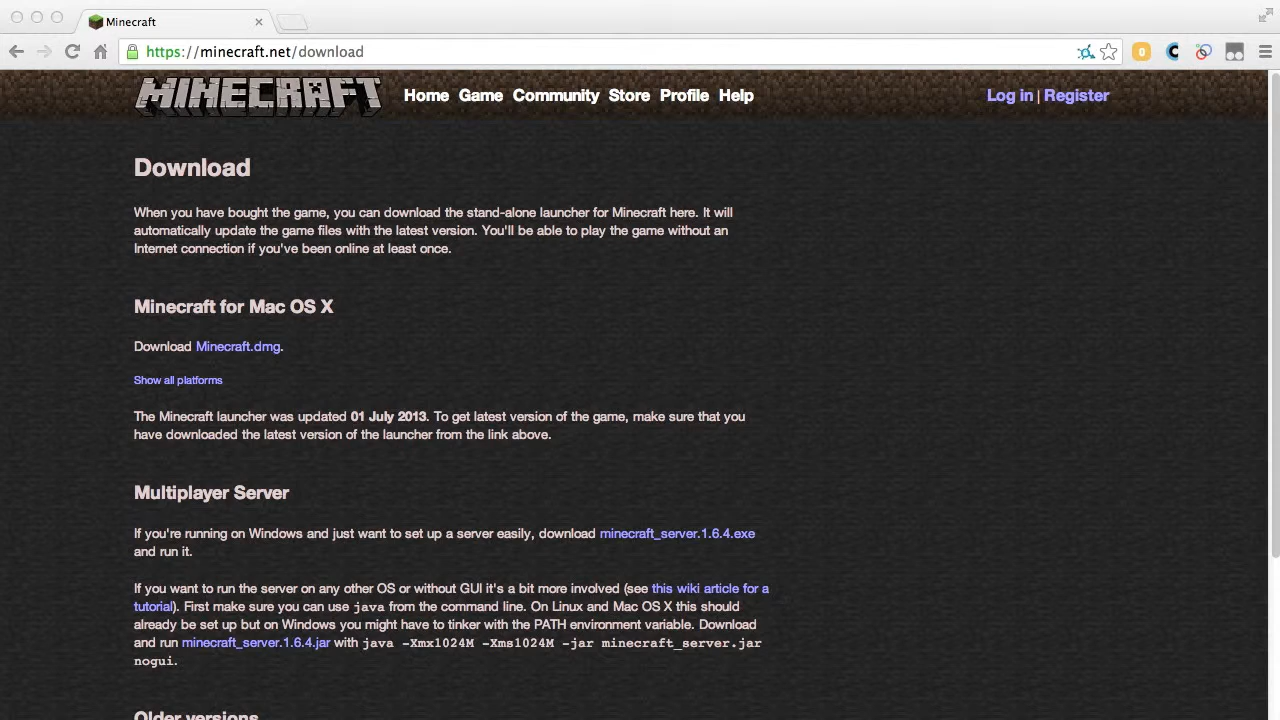 Minecraft
https://minecraft.net/download
0
C
MINECRAFT Home Game Community Store Profile Help Log in | Register
Download
When you have bought the game, you can download the stand-alone launcher for Minecraft here. It will
automatically update the game files with the latest version. You'll be able to play the game without an
Internet connection if you've been online at least once.
Minecraft for Mac OS X
Download Minecraft.dmg.
Show all platforms
The Minecraft launcher was updated 01 July 2013. To get latest version of the game, make sure that you
have downloaded the latest version of the launcher from the link above.
Multiplayer Server
If you're running on Windows and just want to set up a server easily, download minecraft_server.1.6.4.exe
and run it.
If you want to run the server on any other OS or without GUI it's a bit more involved (see this wiki article for a
tutorial). First make sure you can use java from the command line. On Linux and Mac OS X this should
already be set up but on Windows you might have to tinker with the PATH environment variable. Download
and run minecraft_server.1.6.4.jar with java -Xmx1024M -Xms1024M -jar minecraft_server.jar
nogui.
Older versions